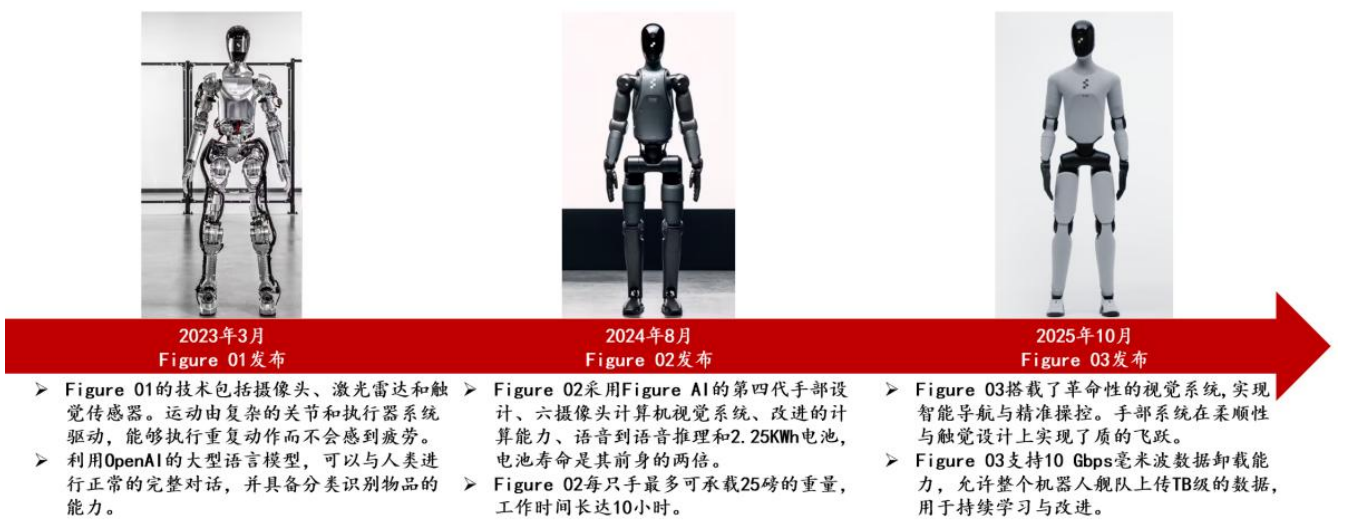 2023年3月
Figure 01发布
➢ Figure 01的技术包括摄像头、激光雷达和触
觉传感器。运动由复杂的关节和执行器系统
驱动，能够执行重复动作而不会感到疲劳。
➢ 利用OpenAI的大型语言模型，可以与人类进
行正常的完整对话，并具备分类识别物品的
能力。
2024年8月
Figure 02发布
➢ Figure 02采用Figure AI的第四代手部设
计、六摄像头计算机视觉系统、改进的计
算能力、语音到语音推理和2.25KWh电池，
电池寿命是其前身的两倍。
➢ Figure 02每只手最多可承载25磅的重量，
工作时间长达10小时。
2025年10月
Figure 03发布
➢ Figure 03搭载了革命性的视觉系统,实现
智能导航与精准操控。手部系统在柔顺性
与触觉设计上实现了质的飞跃。
➢ Figure 03支持10 Gbps毫米波数据卸载能
力，允许整个机器人舰队上传TB级的数据,
用于持续学习与改进。